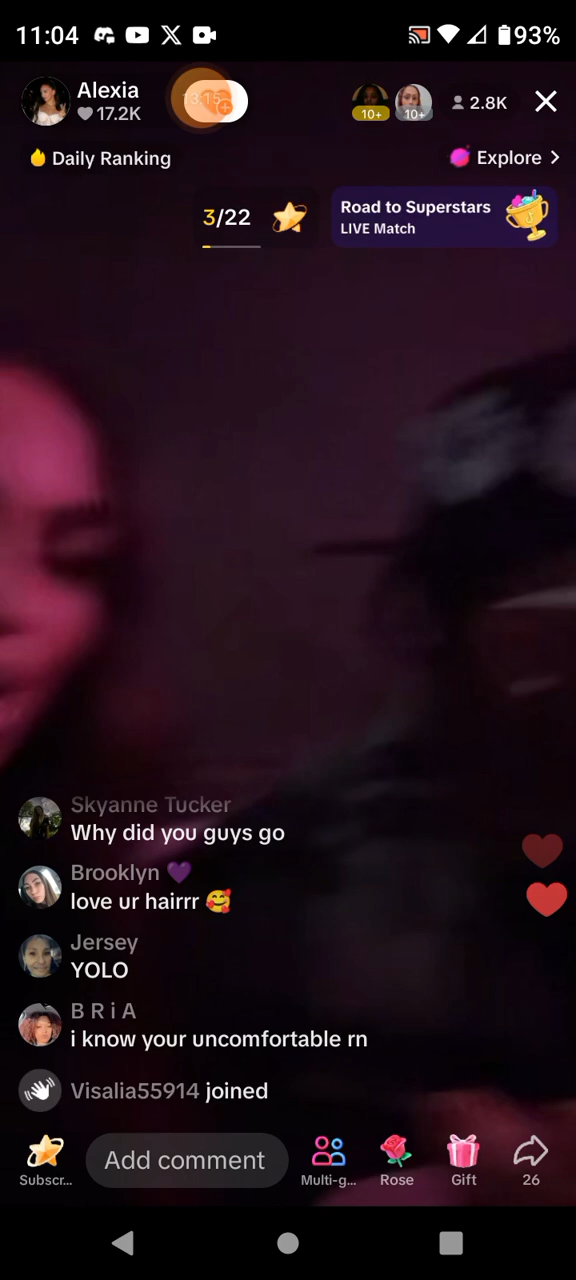 11:04
93%
Alexia
17.2K
13:15
10+
10+
2.8K
Daily Ranking
Explore
3/22
Road to Superstars
LIVE Match
Skyanne Tucker
Why did you guys go
Brooklyn 💜
love ur hairrr 🥰
Jersey
YOLO
B R i A
i know your uncomfortable rn
Visalia55914 joined
Subscr...
Add comment
Multi-g...
Rose
Gift
26